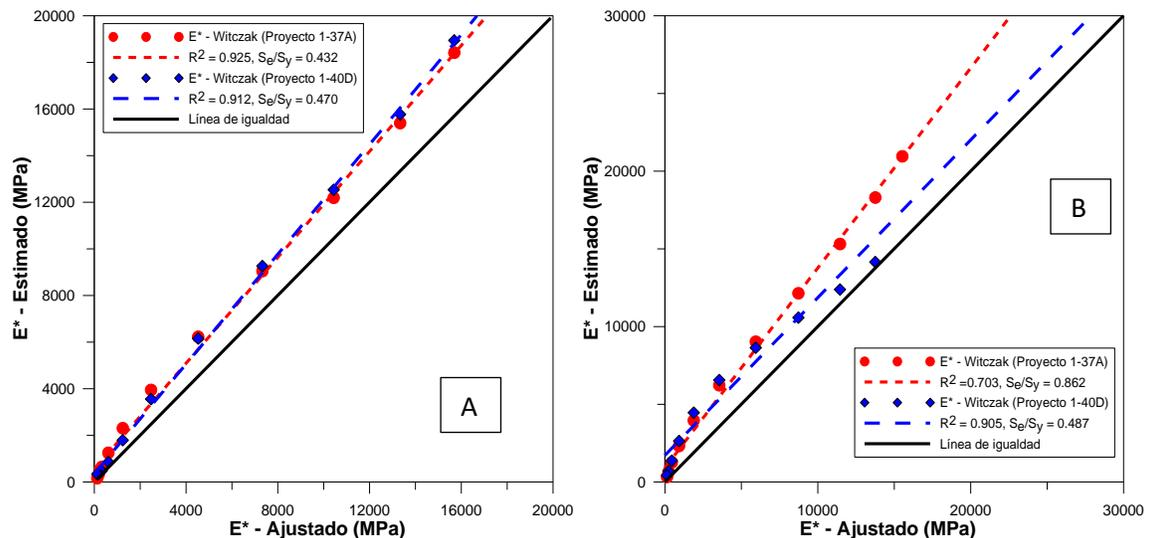 20000
16000
12000
8000
4000
0
E* - Estimado (MPa)
E* - Witczak (Proyecto 1-37A)
R2 = 0.925, Se/Sy = 0.432
E* - Witczak (Proyecto 1-40D)
R2 = 0.912, Se/Sy = 0.470
Línea de igualdad
A
0 4000 8000 12000 16000 20000
E* - Ajustado (MPa)
30000
20000
10000
0
E* - Estimado (MPa)
B
E* - Witczak (Proyecto 1-37A)
R2 =0.703, Se/Sy = 0.862
E* - Witczak (Proyecto 1-40D)
R2 = 0.905, Se/Sy = 0.487
Línea de igualdad
0 10000 20000 30000
E* - Ajustado (MPa)